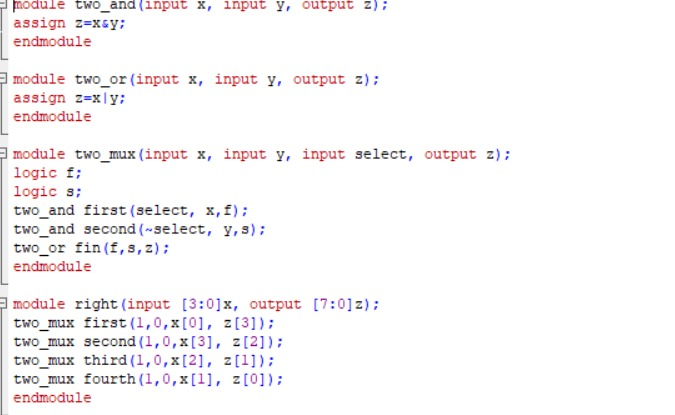 module two_and(input x, input y, output z);
assign z=x&y;
endmodule
module two_or(input x, input y, output z);
assign z=x|y;
endmodule
module two_mux(input x, input y, input select, output z);
logic f;
logic s;
two_and first(select, x,f);
two_and second(~select, y,s);
two_or fin(f,s,z);
endmodule
module right(input [3:0]x, output [7:0]z);
two_mux first(1,0,x[0], z[3]);
two_mux second(1,0,x[3], z[2]);
two_mux third(1,0,x[2], z[1]);
two_mux fourth(1,0,x[1], z[0]);
endmodule